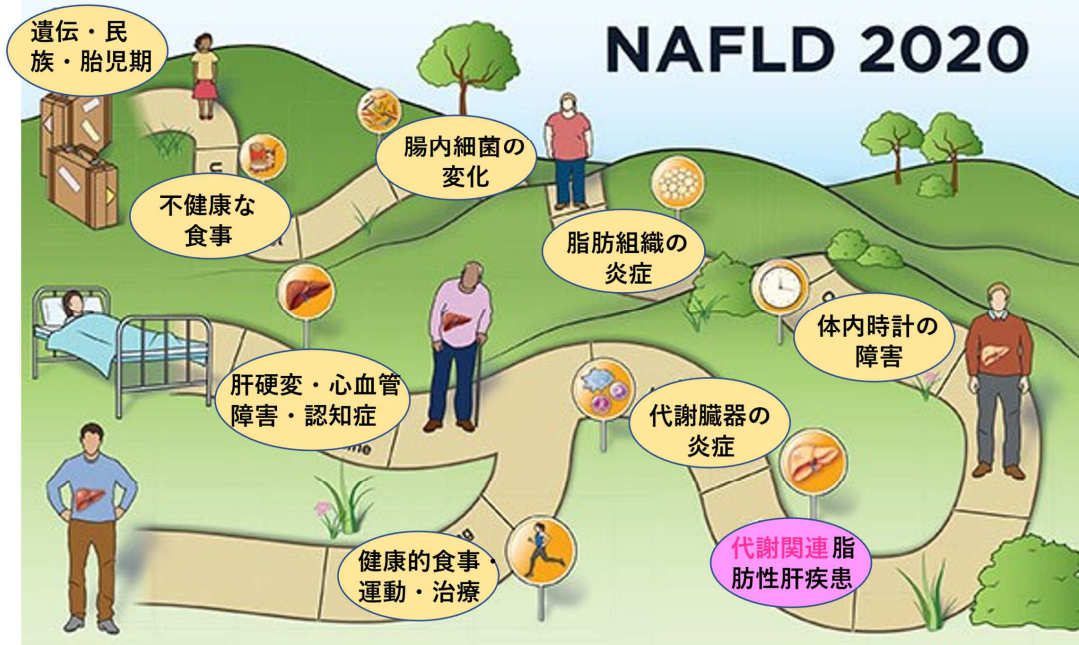 NAFLD 2020
遺伝・民
族・胎児期
腸内細菌の
変化
不健康な
食事
脂肪組織の
炎症
体内時計の
障害
肝硬変・心血管
障害・認知症
代謝臓器の
炎症
代謝関連脂
肪性肝疾患
健康的食事・
運動・治療